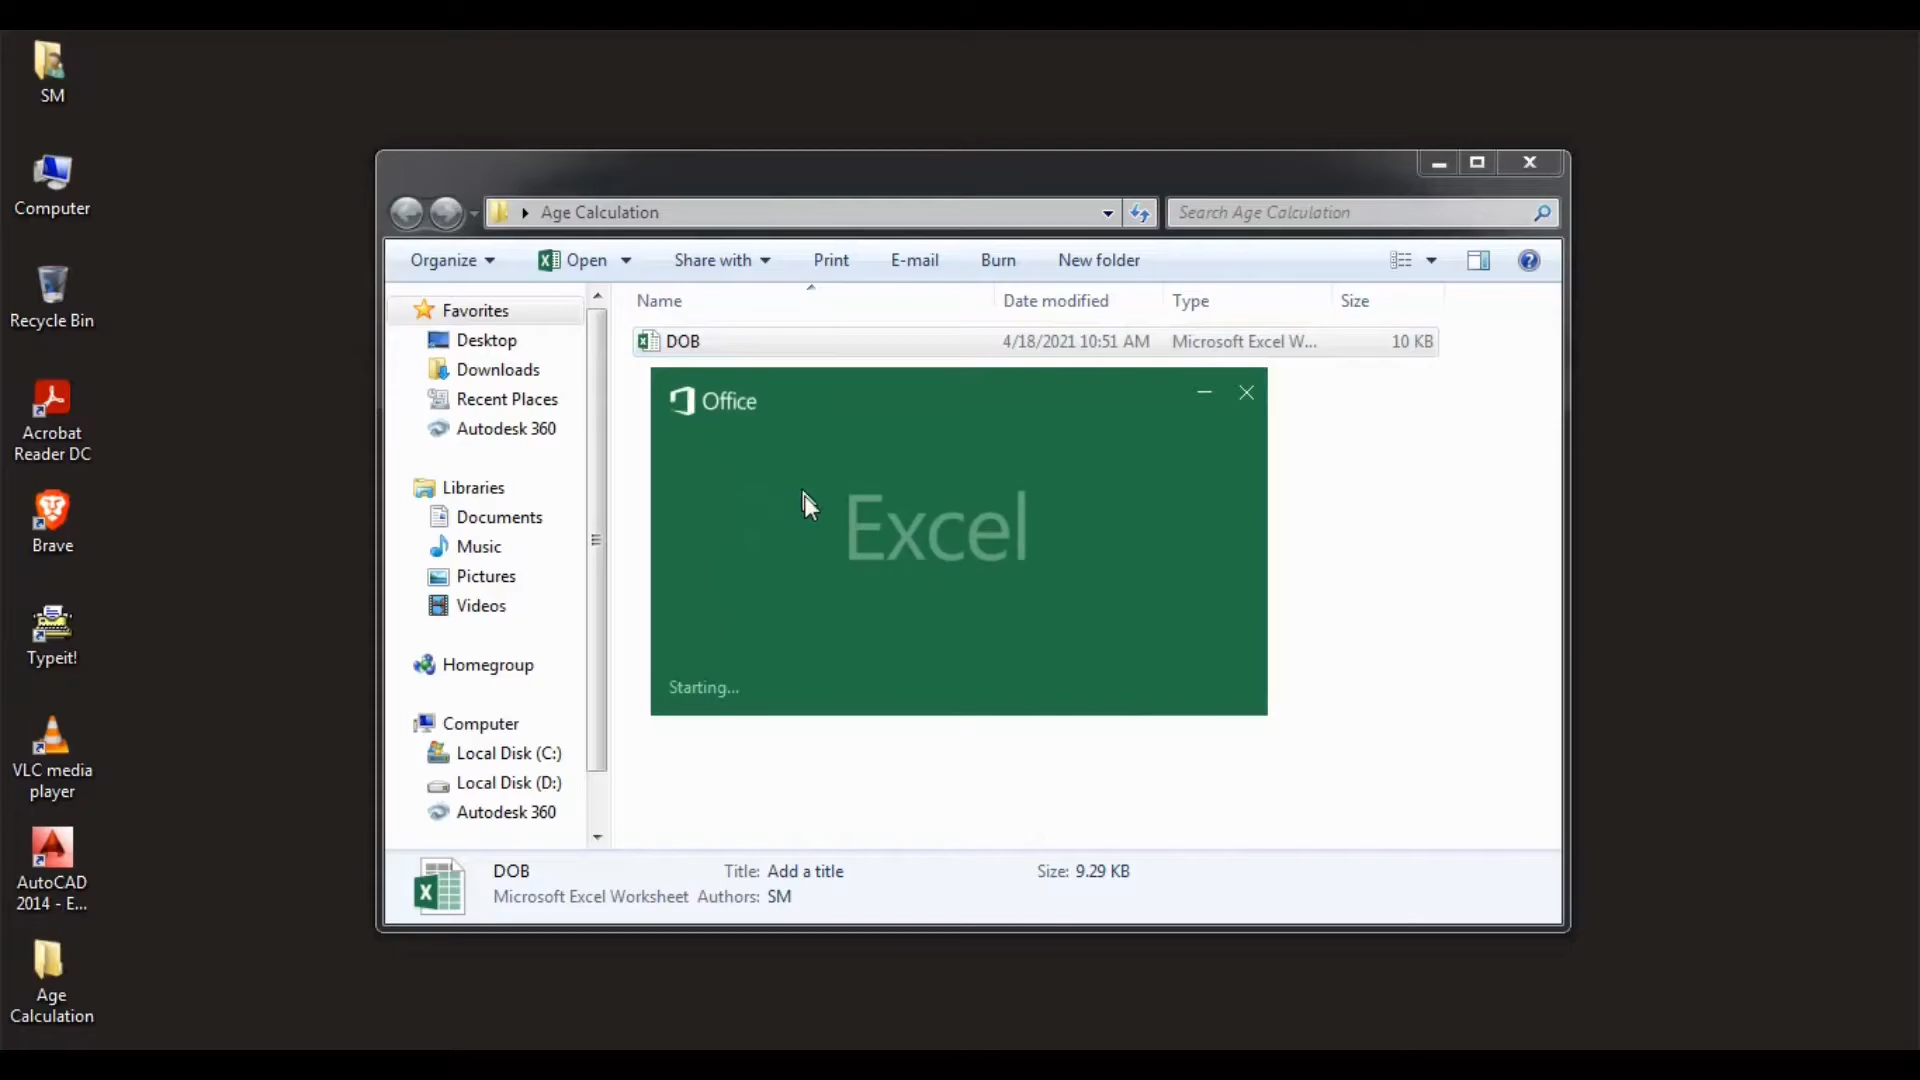 SM
Computer
Recycle Bin
Acrobat
Reader DC
Brave
Typeit!
VLC media
player
AutoCAD
2014 - E...
Age
Calculation
Age Calculation
Search Age Calculation
Organize
Open
Share with
Print
E-mail
Burn
New folder
Favorites
Desktop
Downloads
Recent Places
Autodesk 360
Libraries
Documents
Music
Pictures
Videos
Homegroup
Computer
Local Disk (C:)
Local Disk (D:)
Autodesk 360
Name Date modified Type Size
DOB 4/18/2021 10:51 AM Microsoft Excel W... 10 KB
Office
Excel
Starting...
DOB Title: Add a title Size: 9.29 KB
Microsoft Excel Worksheet Authors: SM